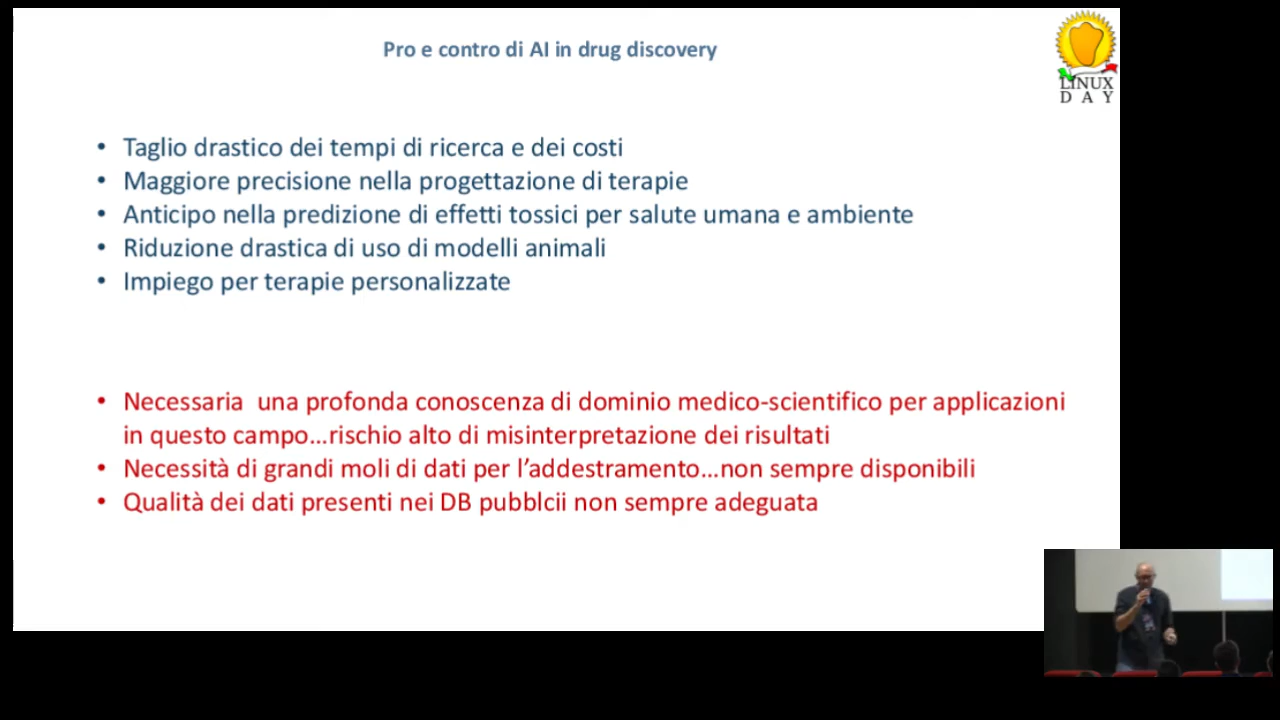 Pro e contro di AI in drug discovery
LINUX
DAY
• Taglio drastico dei tempi di ricerca e dei costi
• Maggiore precisione nella progettazione di terapie
• Anticipo nella predizione di effetti tossici per salute umana e ambiente
• Riduzione drastica di uso di modelli animali
• Impiego per terapie personalizzate
• Necessaria  una profonda conoscenza di dominio medico-scientifico per applicazioni
in questo campo...rischio alto di misinterpretazione dei risultati
• Necessità di grandi moli di dati per l’addestramento...non sempre disponibili
• Qualità dei dati presenti nei DB pubblcii non sempre adeguata